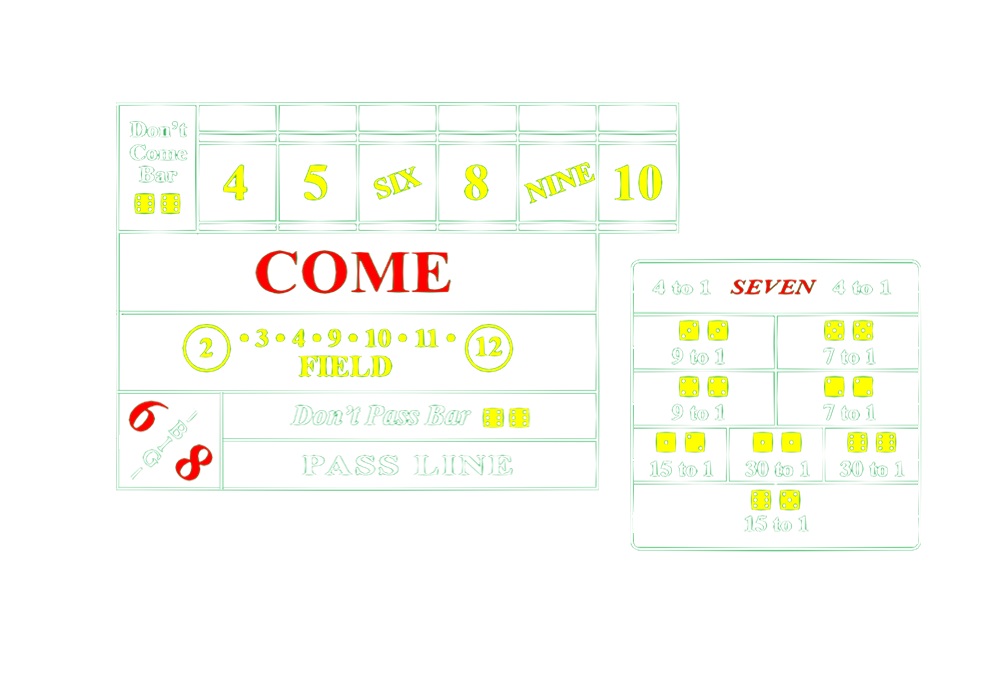 Don't
Come
Bar
4 5 SIX 8 NINE 10
COME
2 • 3 • 4 • 9 • 10 • 11 • 12
FIELD
6 BIG 8
Don't Pass Bar
PASS LINE
4 to 1 SEVEN 4 to 1
9 to 1 7 to 1
9 to 1 7 to 1
15 to 1 30 to 1 30 to 1
15 to 1